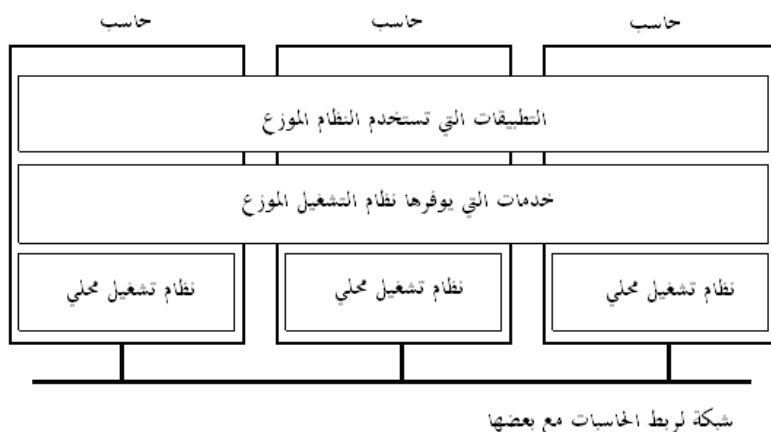 حاسب
حاسب
حاسب
التطبيقات التي تستخدم النظام الموزع
خدمات التي يوفرها نظام التشغيل الموزع
نظام تشغيل محلي
نظام تشغيل محلي
نظام تشغيل محلي
شبكة لربط الحاسبات مع بعضها